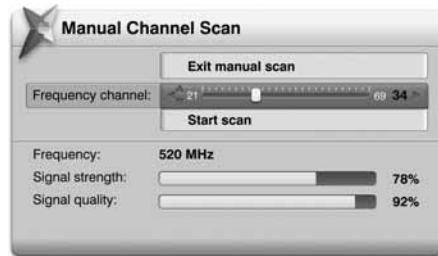 Manual Channel Scan
Exit manual scan
Frequency channel: 21 69 34
Start scan
Frequency: 520 MHz
Signal strength: 78%
Signal quality: 92%